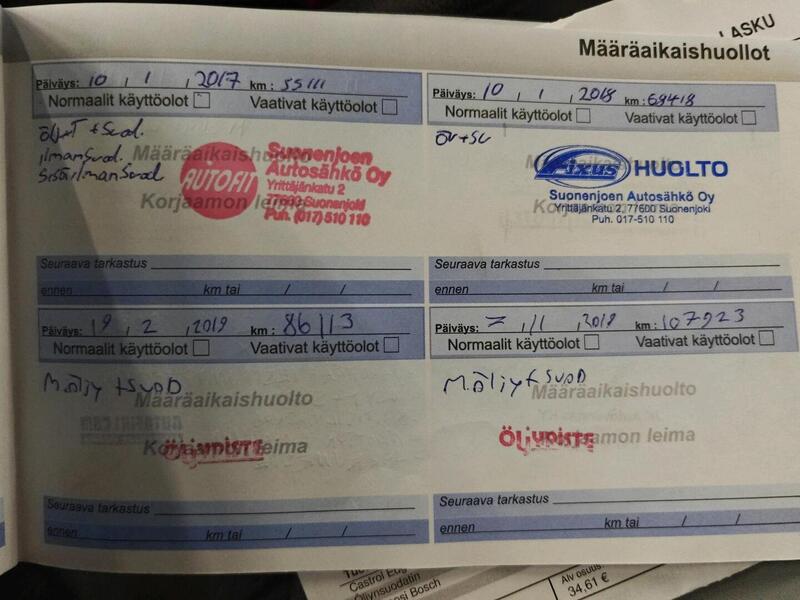 LASKU
Määräaikaishuollot
Päiväys: 10 / 1 / 2017 km: 55111
Normaalit käyttöolot Vaativat käyttöolot
Öljyt + Suod.
ilmanSuod.
SisäilmanSuod
Määräaikaishuolto
Korjaamon leima
AUTOFIT
Suonenjoen
Autosähkö Oy
Yrittäjänkatu 2
77600 Suonenjoki
Puh. (017) 510 110
Seuraava tarkastus
ennen km tai / /
Päiväys: 10 / 1 / 2018 km: 69418
Normaalit käyttöolot Vaativat käyttöolot
ÖV+SU
Fixus HUOLTO
Suonenjoen Autosähkö Oy
Yrittäjänkatu 2, 77600 Suonenjoki
Puh. 017-510 110
Seuraava tarkastus
ennen km tai / /
Päiväys: 19 / 2 / 2019 km: 86113
Normaalit käyttöolot Vaativat käyttöolot
M.öljy + SuoD
Määräaikaishuolto
Korjaamon leima
ÖLJYPISTE
Seuraava tarkastus
ennen km tai / /
Päiväys: 7 / 11 / 2019 km: 107923
Normaalit käyttöolot Vaativat käyttöolot
M.öljy + SuoD
Määräaikaishuolto
Korjaamon leima
ÖLJYPISTE
Seuraava tarkastus
ennen km tai / /
Castrol
Öljynsuodatin
Bosch
Alv osuus
34,61 €